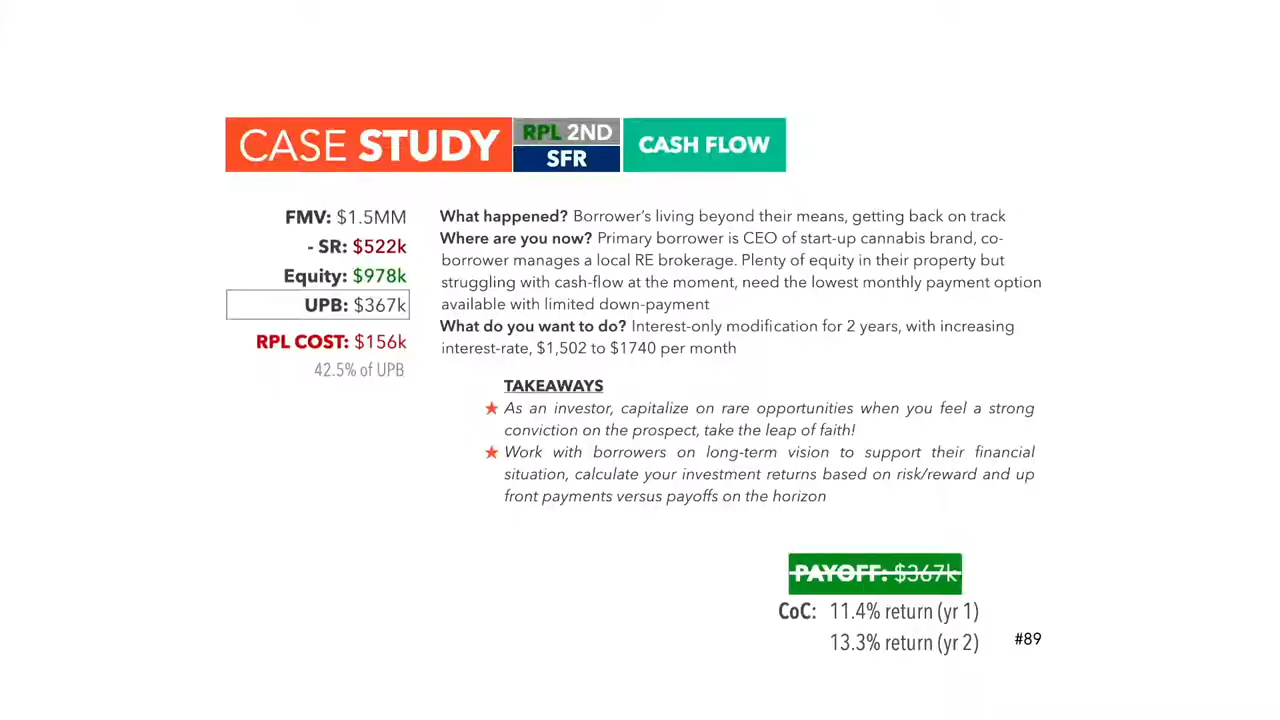 CASE STUDY
RPL 2ND
SFR
CASH FLOW
FMV: $1.5MM
- SR: $522k
Equity: $978k
UPB: $367k
RPL COST: $156k
42.5% of UPB
What happened? Borrower's living beyond their means, getting back on track
Where are you now? Primary borrower is CEO of start-up cannabis brand, co-
borrower manages a local RE brokerage. Plenty of equity in their property but
struggling with cash-flow at the moment, need the lowest monthly payment option
available with limited down-payment
What do you want to do? Interest-only modification for 2 years, with increasing
interest-rate, $1,502 to $1740 per month
TAKEAWAYS
★ As an investor, capitalize on rare opportunities when you feel a strong
conviction on the prospect, take the leap of faith!
★ Work with borrowers on long-term vision to support their financial
situation, calculate your investment returns based on risk/reward and up
front payments versus payoffs on the horizon
PAYOFF: $367k
CoC: 11.4% return (yr 1)
13.3% return (yr 2)
#89